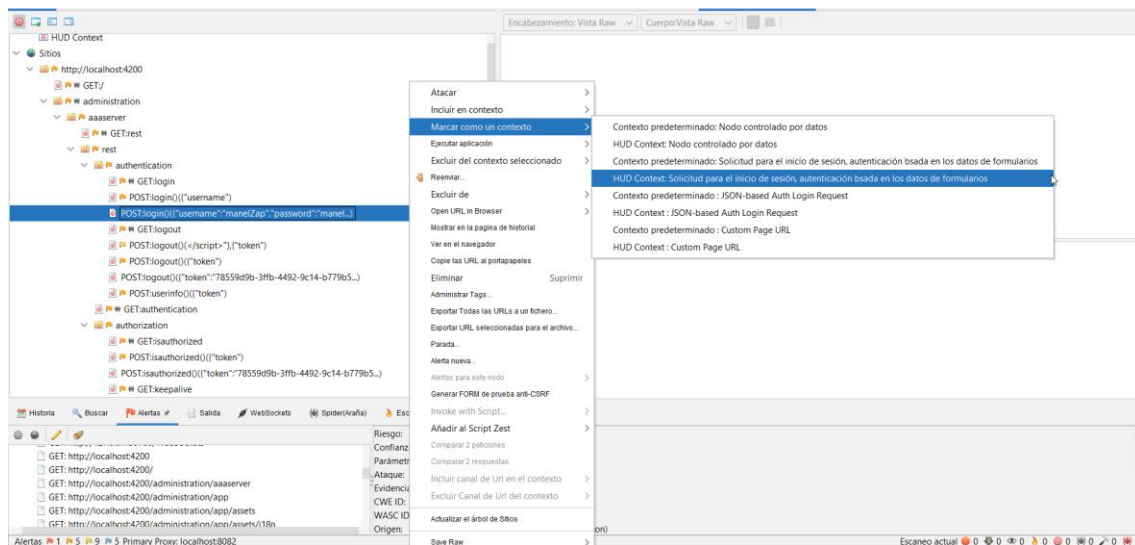 Encabezamiento: Vista Raw
Cuerpo:Vista Raw
HUD Context
Sitios
http://localhost:4200
GET:/
administration
aaaserver
GET:rest
rest
authentication
GET:login
POST:login()({"username")
POST:login()({"username":"manelZap","password":"manel...)
GET:logout
POST:logout()(</script>"},{"token")
POST:logout()({"token")
POST:logout()({"token":"78559d9b-3ffb-4492-9c14-b779b5...)
POST:userinfo()({"token")
GET:authentication
authorization
GET:isauthorized
POST:isauthorized()({"token")
POST:isauthorized()({"token":"78559d9b-3ffb-4492-9c14-b779b5...)
GET:keepalive
Atacar
Incluir en contexto
Marcar como un contexto
Ejecutar aplicación
Excluir del contexto seleccionado
Reenviar...
Excluir de
Open URL in Browser
Mostrar en la pagina de historial
Ver en el navegador
Copie las URL al portapapeles
Eliminar Suprimir
Administrar Tags...
Exportar Todas las URLs a un fichero...
Exportar URL seleccionadas para el archivo...
Parada...
Alerta nueva...
Alertas para este nodo
Generar FORM de prueba anti-CSRF
Invoke with Script...
Añadir al Script Zest
Comparar 2 peticiones
Comparar 2 respuestas
Incluir canal de Url en el contexto
Excluir Canal de Url del contexto
Actualizar el árbol de Sitios
Save Raw
Contexto predeterminado: Nodo controlado por datos
HUD Context: Nodo controlado por datos
Contexto predeterminado: Solicitud para el inicio de sesión, autenticación bsada en los datos de formularios
HUD Context: Solicitud para el inicio de sesión, autenticación bsada en los datos de formularios
Contexto predeterminado : JSON-based Auth Login Request
HUD Context : JSON-based Auth Login Request
Contexto predeterminado : Custom Page URL
HUD Context : Custom Page URL
Historia Buscar Alertas Salida WebSockets Spider(Araña) Esc
GET: http://localhost:4200
GET: http://localhost:4200/
GET: http://localhost:4200/administration/aaaserver
GET: http://localhost:4200/administration/app
GET: http://localhost:4200/administration/app/assets
GET: http://localhost:4200/administration/app/assets/i18n
Riesgo:
Confianz
Parámetr
Ataque:
Evidencia
CWE ID:
WASC ID
Origen:
on)
Alertas 1 5 9 5 Primary Proxy: localhost:8082
Escaneo actual 0 0 0 0 0 0 0